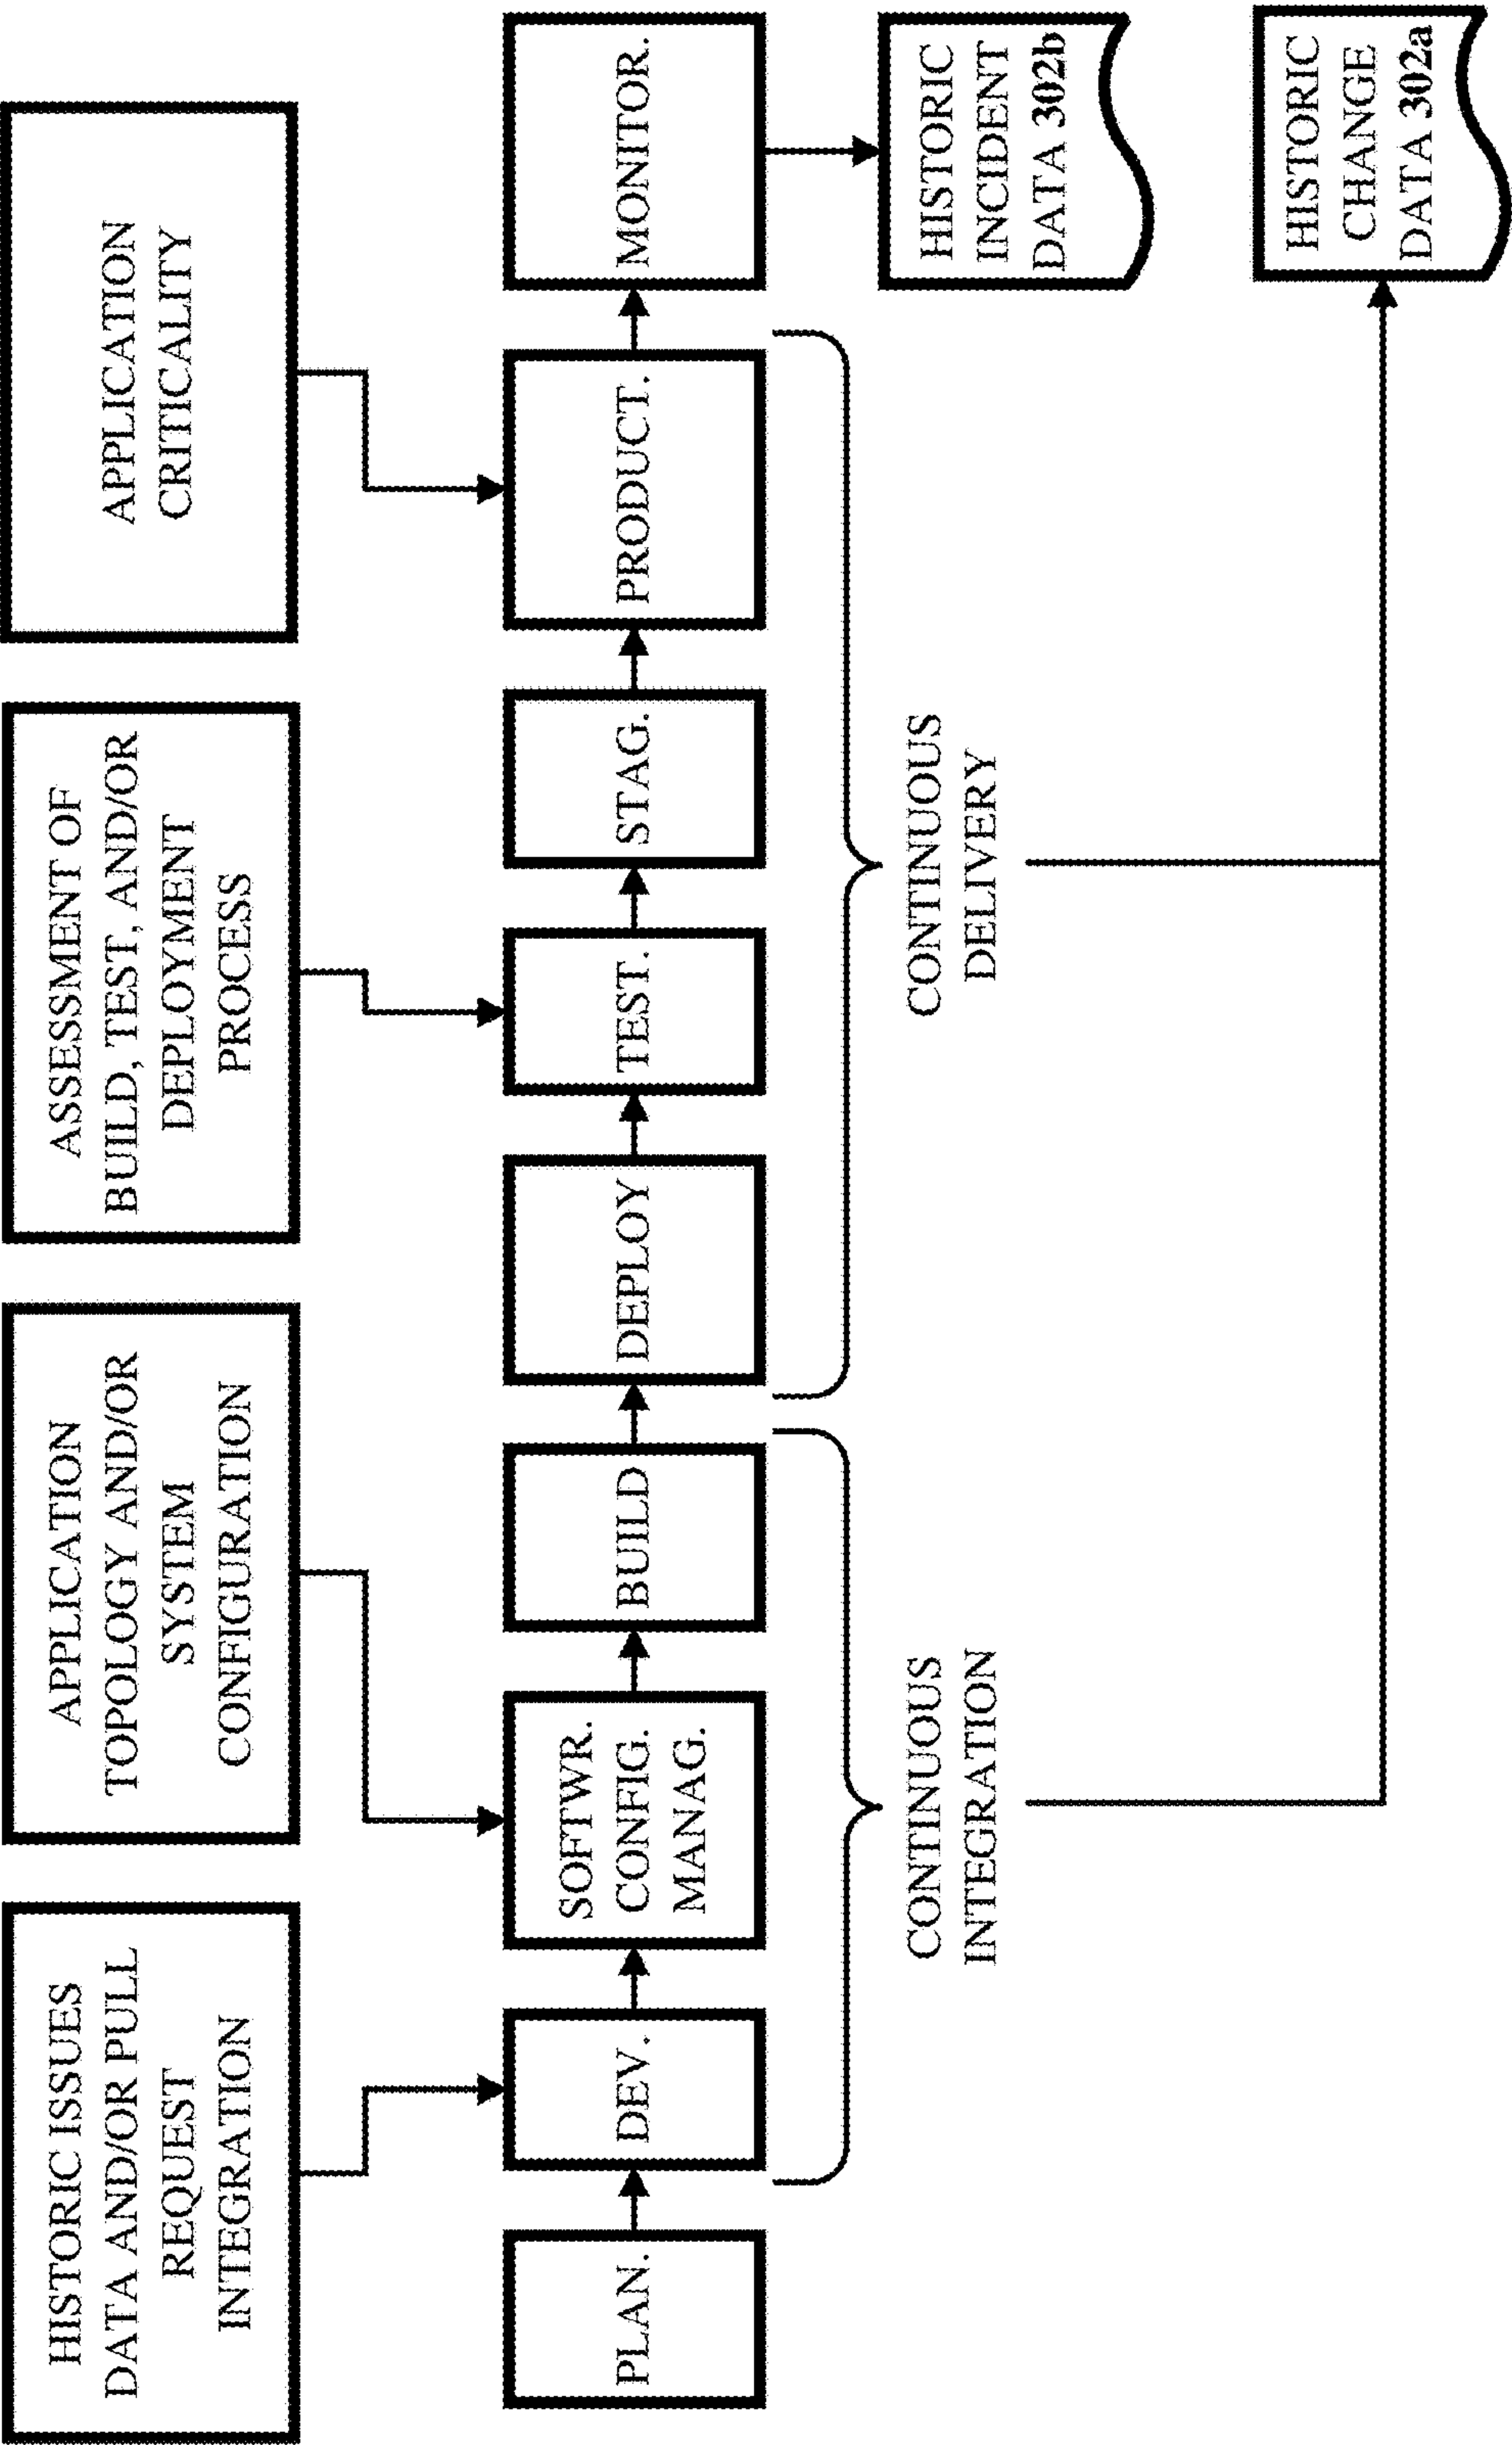 HISTORIC ISSUES
DATA AND/OR PULL
REQUEST
INTEGRATION
APPLICATION
TOPOLOGY AND/OR
SYSTEM
CONFIGURATION
ASSESSMENT OF
BUILD, TEST, AND/OR
DEPLOYMENT
PROCESS
APPLICATION
CRITICALITY
PLAN.
DEV.
SOFTWR.
CONFIG.
MANAG.
BUILD
DEPLOY
TEST.
STAG.
PRODUCT.
MONITOR.
CONTINUOUS
INTEGRATION
CONTINUOUS
DELIVERY
HISTORIC
INCIDENT
DATA 302b
HISTORIC
CHANGE
DATA 302a